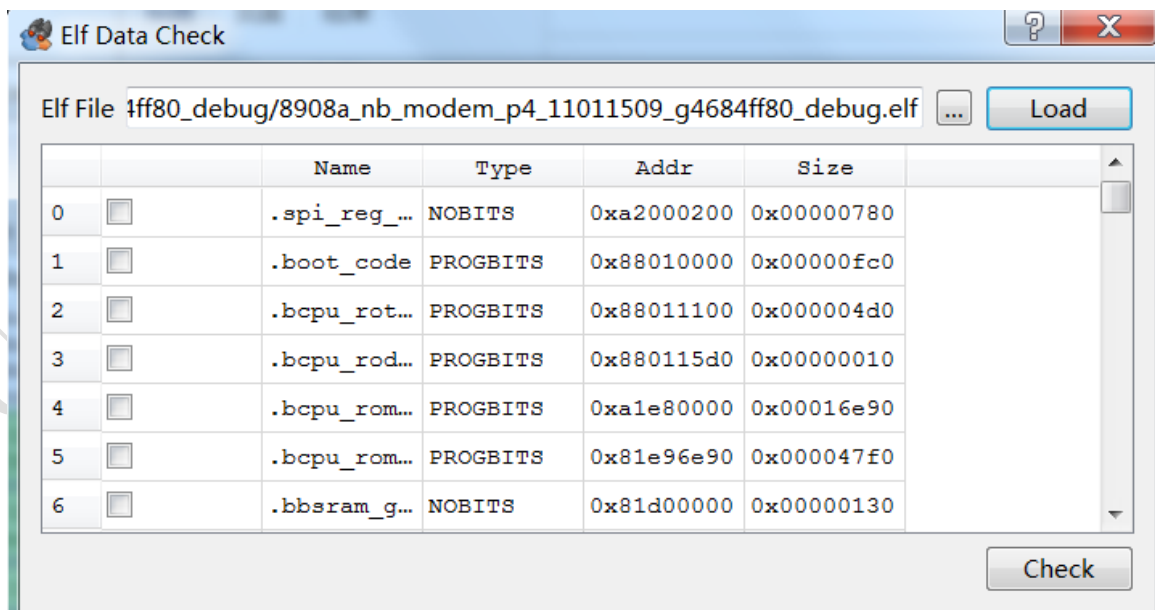 Elf Data Check
Elf File 4ff80_debug/8908a_nb_modem_p4_11011509_g4684ff80_debug.elf ... Load
Name Type Addr Size
0 .spi_reg_... NOBITS 0xa2000200 0x00000780
1 .boot_code PROGBITS 0x88010000 0x00000fc0
2 .bcpu_rot... PROGBITS 0x88011100 0x000004d0
3 .bcpu_rod... PROGBITS 0x880115d0 0x00000010
4 .bcpu_rom... PROGBITS 0xa1e80000 0x00016e90
5 .bcpu_rom... PROGBITS 0x81e96e90 0x000047f0
6 .bbsram_g... NOBITS 0x81d00000 0x00000130
Check